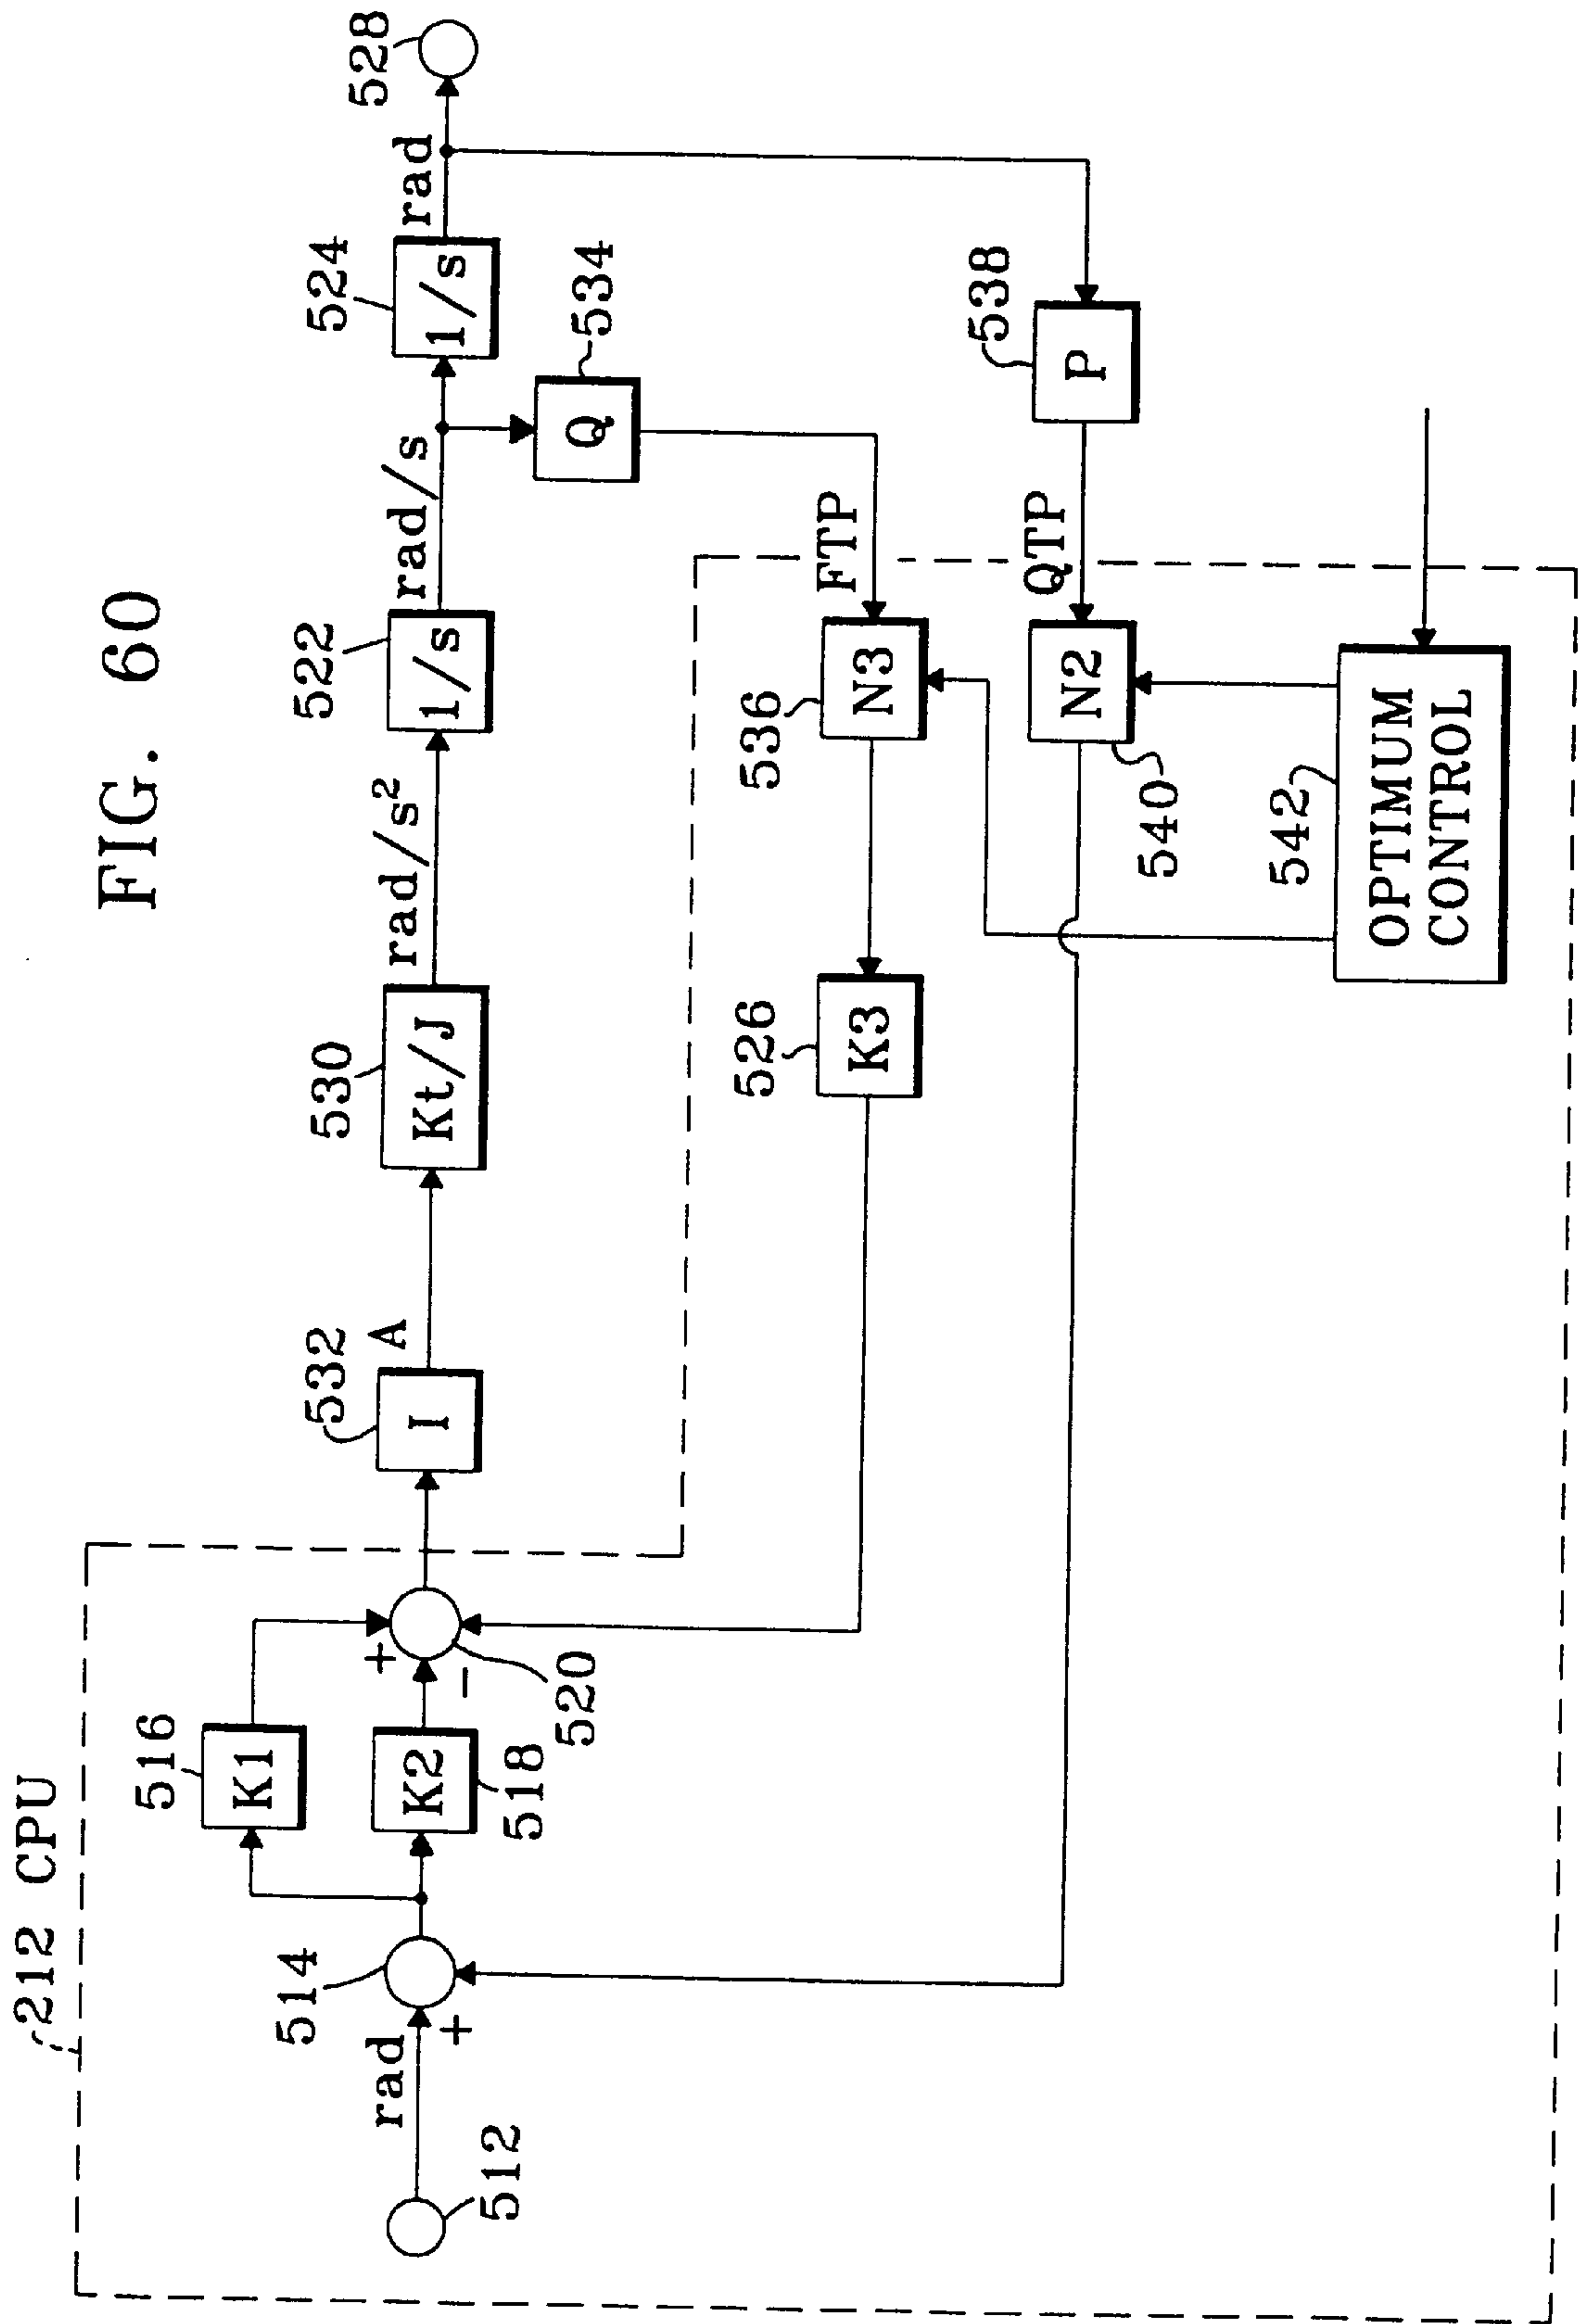 FIG. 60
212 CPU
512
rad
+
514
516
K1
K2
518
+
-
520
532
I
A
530
Kt/J
rad/s²
522
1/s
rad/s
524
1/s
rad
528
Q
534
FTP
536
N3
526
K3
538
P
QTP
N2
540
542
OPTIMUM
CONTROL